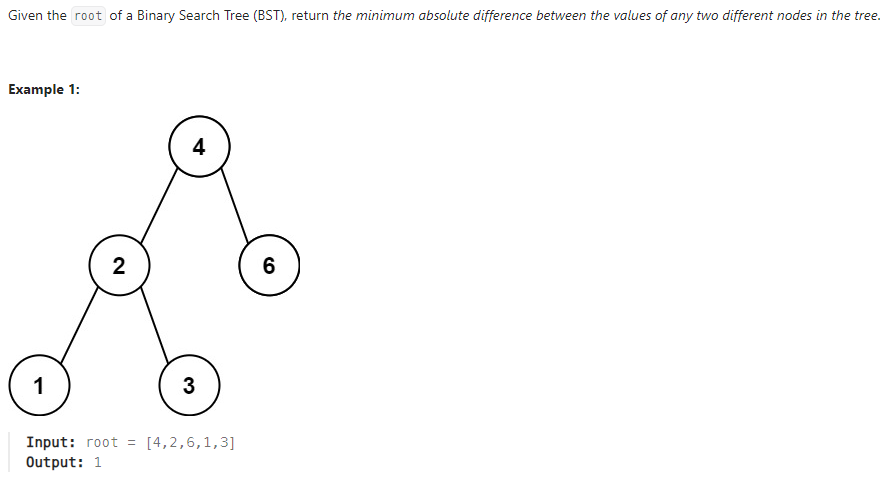 Given the root of a Binary Search Tree (BST), return the minimum absolute difference between the values of any two different nodes in the tree.
Example 1:
4
2
6
1
3
Input: root = [4,2,6,1,3]
Output: 1